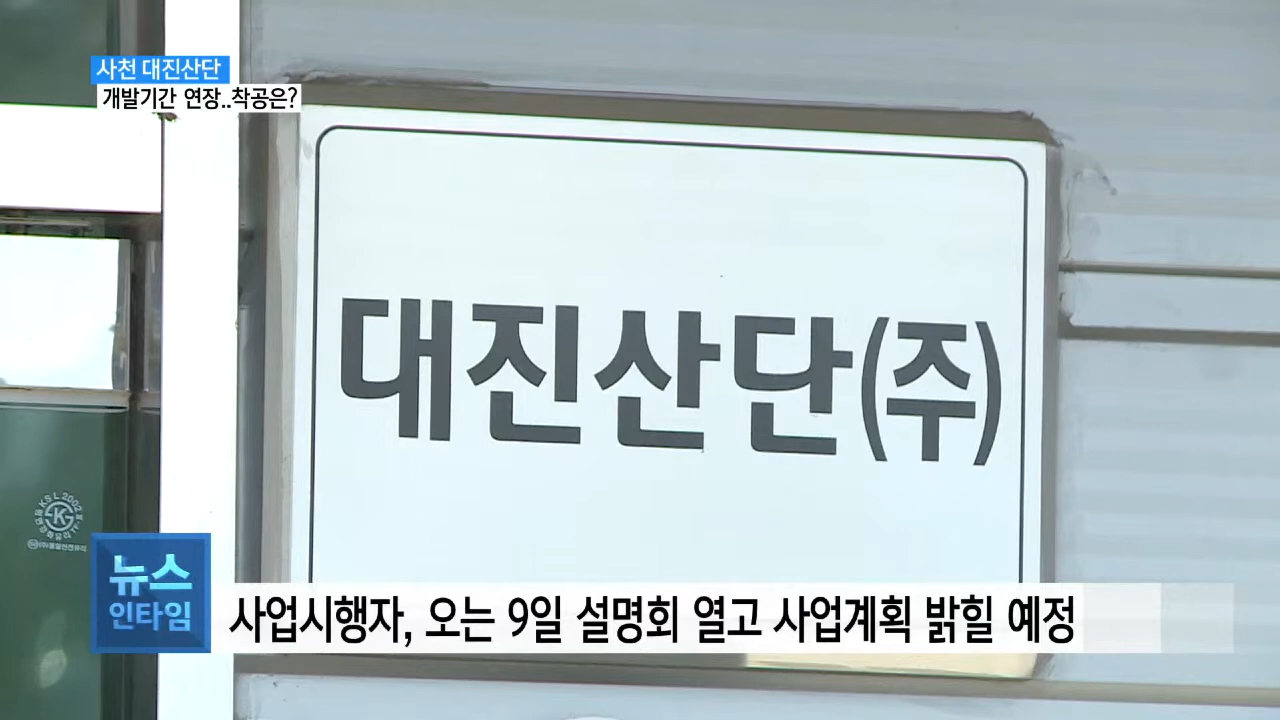 사천 대진산단
개발기간 연장..착공은?
대진산단(주)
KSL2002
뉴스
인타임
사업시행자, 오는 9일 설명회 열고 사업계획 밝힐 예정